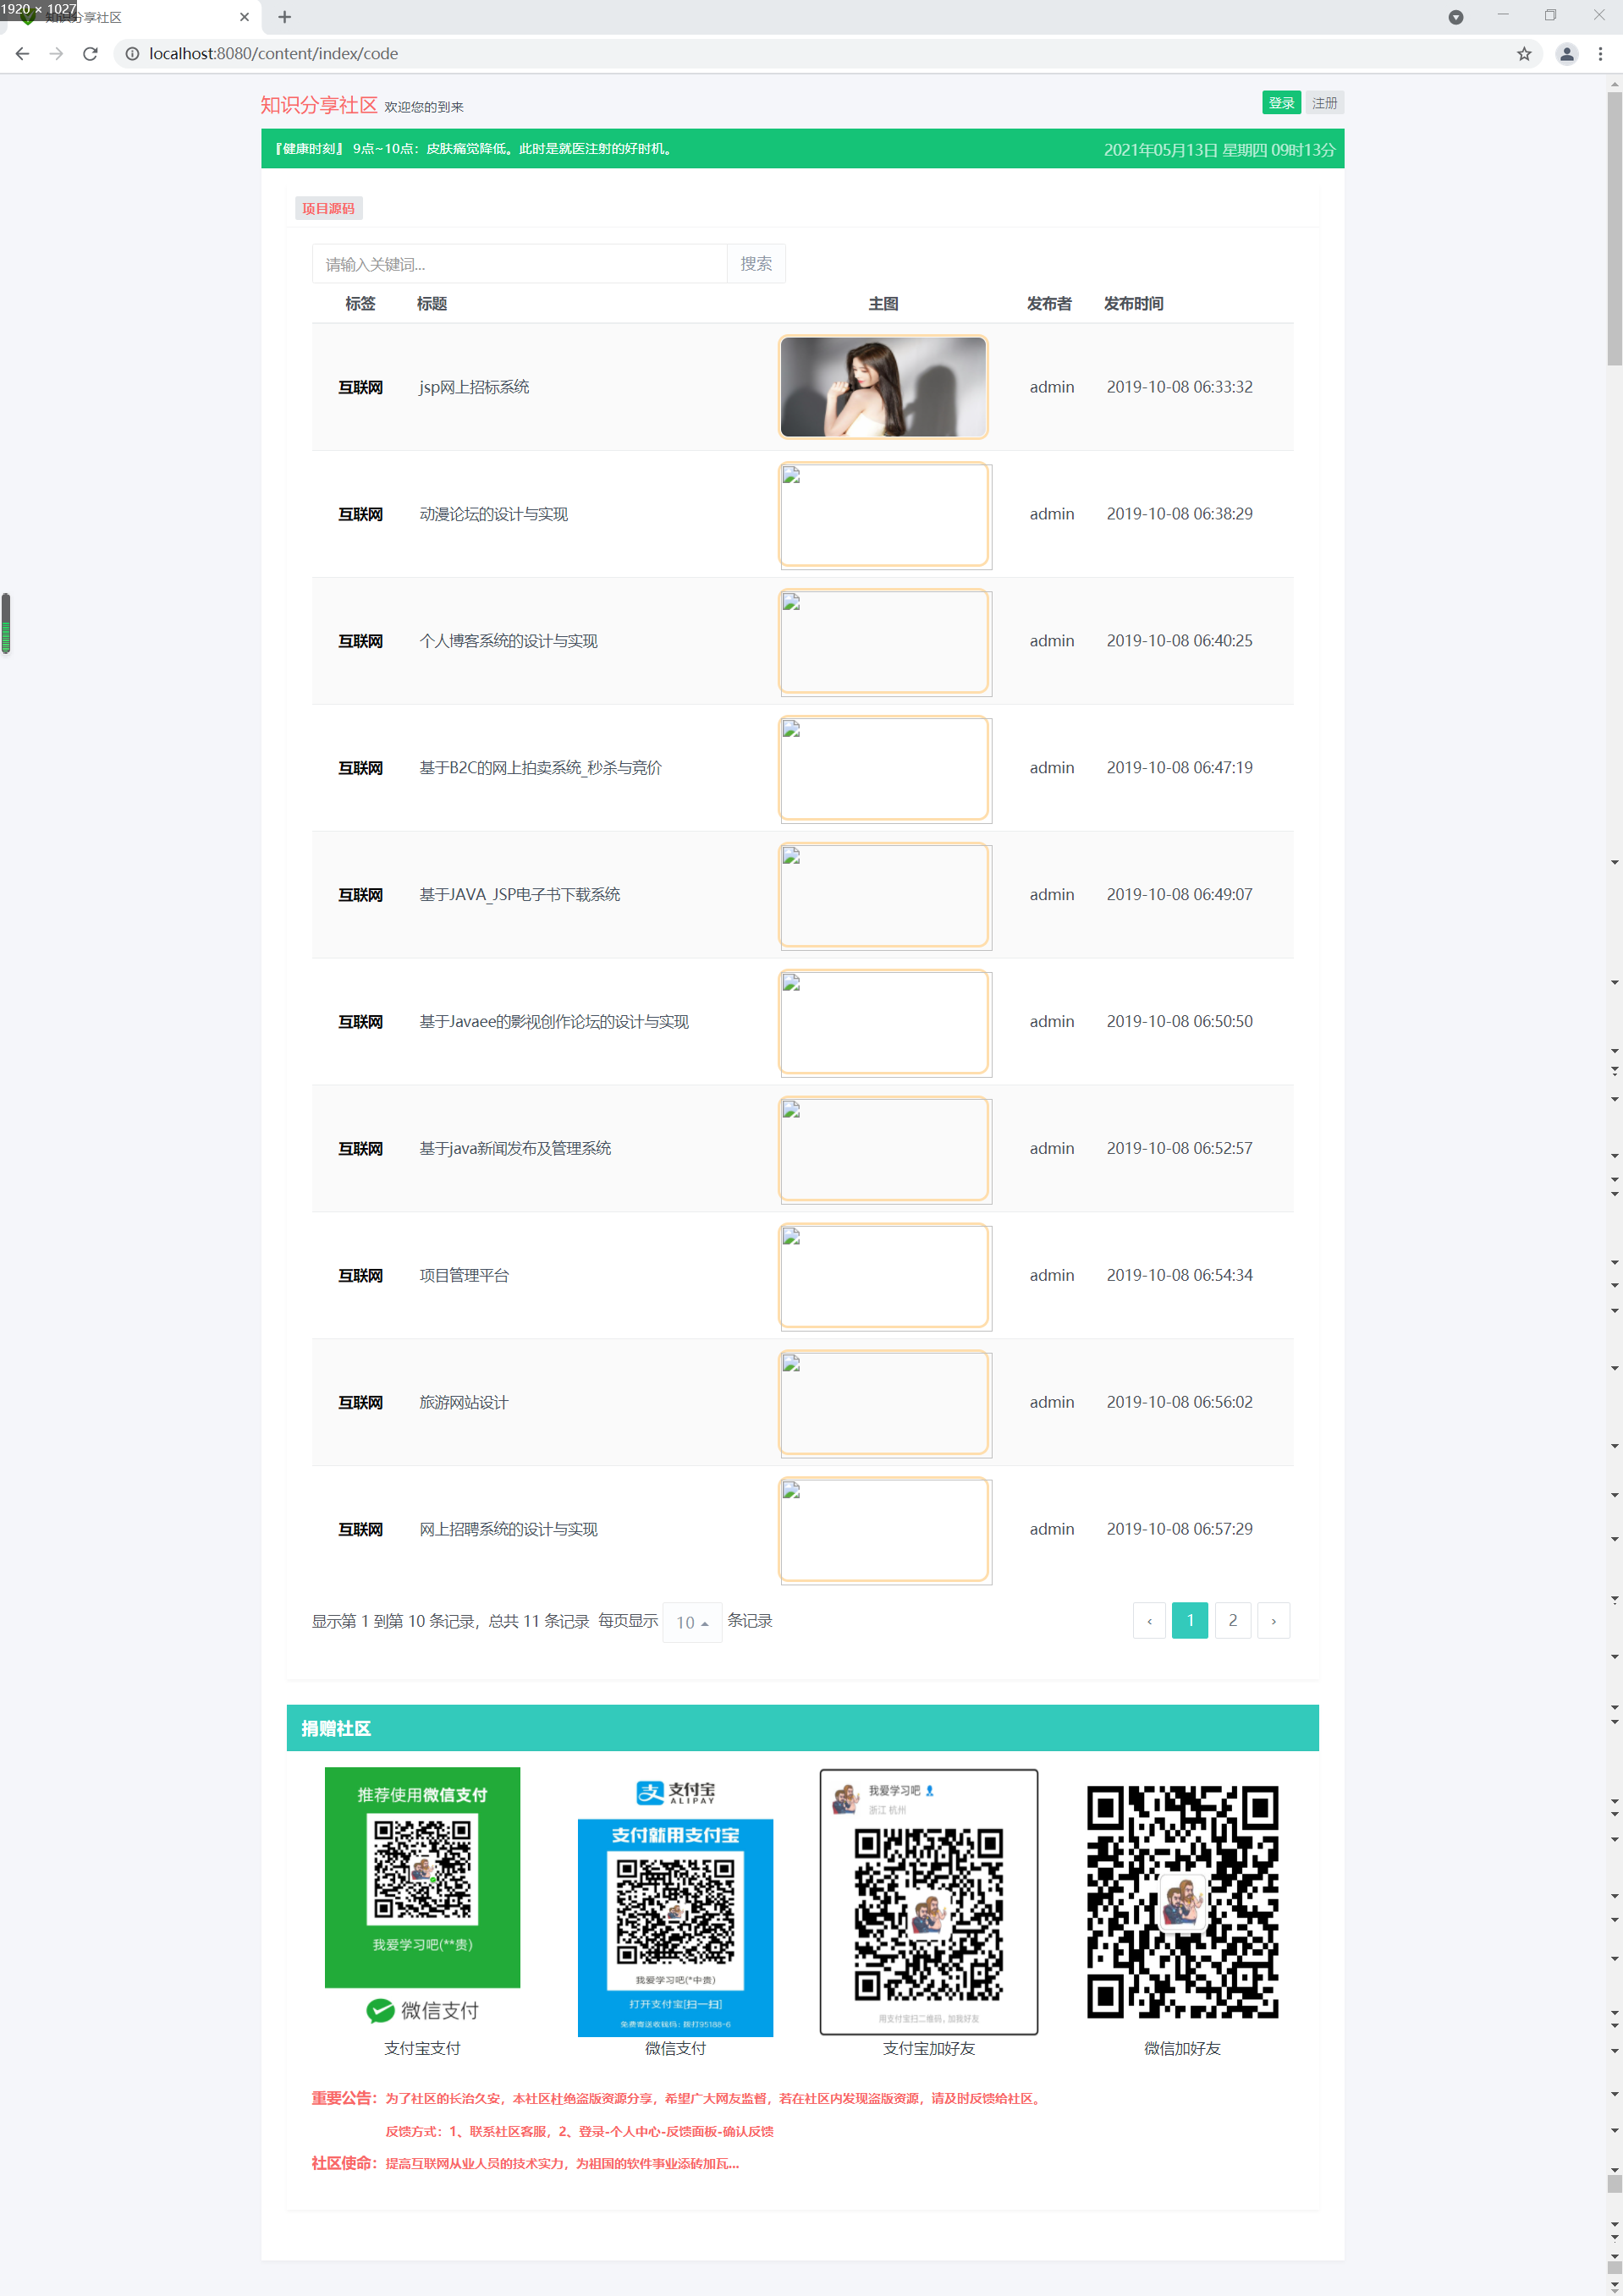 1920 × 1027
知识分享社区
localhost:8080/content/index/code
知识分享社区 欢迎您的到来
登录 注册
『健康时刻』 9点~10点：皮肤痛觉降低。此时是就医注射的好时机。
2021年05月13日 星期四 09时13分
项目源码
请输入关键词... 搜索
标签 标题 主图 发布者 发布时间
互联网 jsp网上招标系统 admin 2019-10-08 06:33:32
互联网 动漫论坛的设计与实现 admin 2019-10-08 06:38:29
互联网 个人博客系统的设计与实现 admin 2019-10-08 06:40:25
互联网 基于B2C的网上拍卖系统_秒杀与竞价 admin 2019-10-08 06:47:19
互联网 基于JAVA_JSP电子书下载系统 admin 2019-10-08 06:49:07
互联网 基于Javaee的影视创作论坛的设计与实现 admin 2019-10-08 06:50:50
互联网 基于java新闻发布及管理系统 admin 2019-10-08 06:52:57
互联网 项目管理平台 admin 2019-10-08 06:54:34
互联网 旅游网站设计 admin 2019-10-08 06:56:02
互联网 网上招聘系统的设计与实现 admin 2019-10-08 06:57:29
显示第 1 到第 10 条记录，总共 11 条记录 每页显示 10 条记录
‹ 1 2 ›
捐赠社区
推荐使用微信支付
我爱学习吧(**贵)
微信支付
支付宝支付
支付宝
ALIPAY
支付就用支付宝
我爱学习吧(*中贵)
打开支付宝[扫一扫]
免费寄送收钱码：拨打95188-6
微信支付
我爱学习吧
浙江 杭州
用支付宝扫二维码，加我好友
支付宝加好友
微信加好友
重要公告：为了社区的长治久安，本社区杜绝盗版资源分享，希望广大网友监督，若在社区内发现盗版资源，请及时反馈给社区。
反馈方式：1、联系社区客服，2、登录-个人中心-反馈面板-确认反馈
社区使命：提高互联网从业人员的技术实力，为祖国的软件事业添砖加瓦...